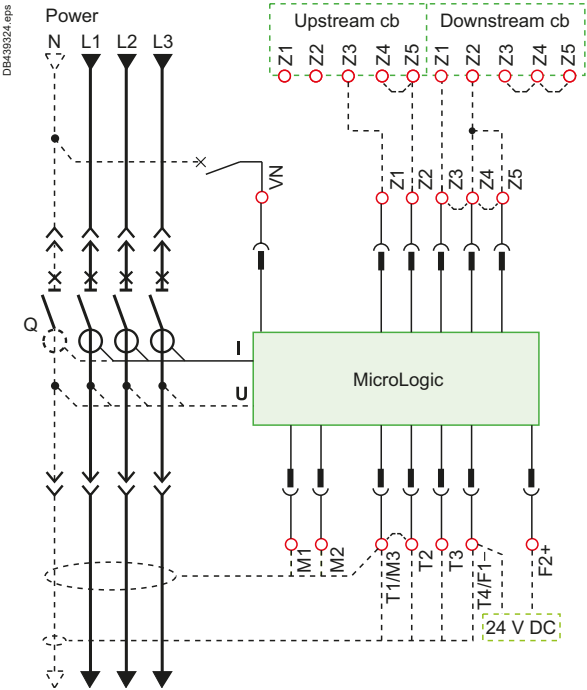 DB439324.eps
Power
N L1 L2 L3
Upstream cb
Downstream cb
Z1 Z2 Z3 Z4 Z5 Z1 Z2 Z3 Z4 Z5
VN
Z1 Z2 Z3 Z4 Z5
Q
I
U
MicroLogic
M1 M2 T1/M3 T2 T3 T4/F1– F2+
24 V DC